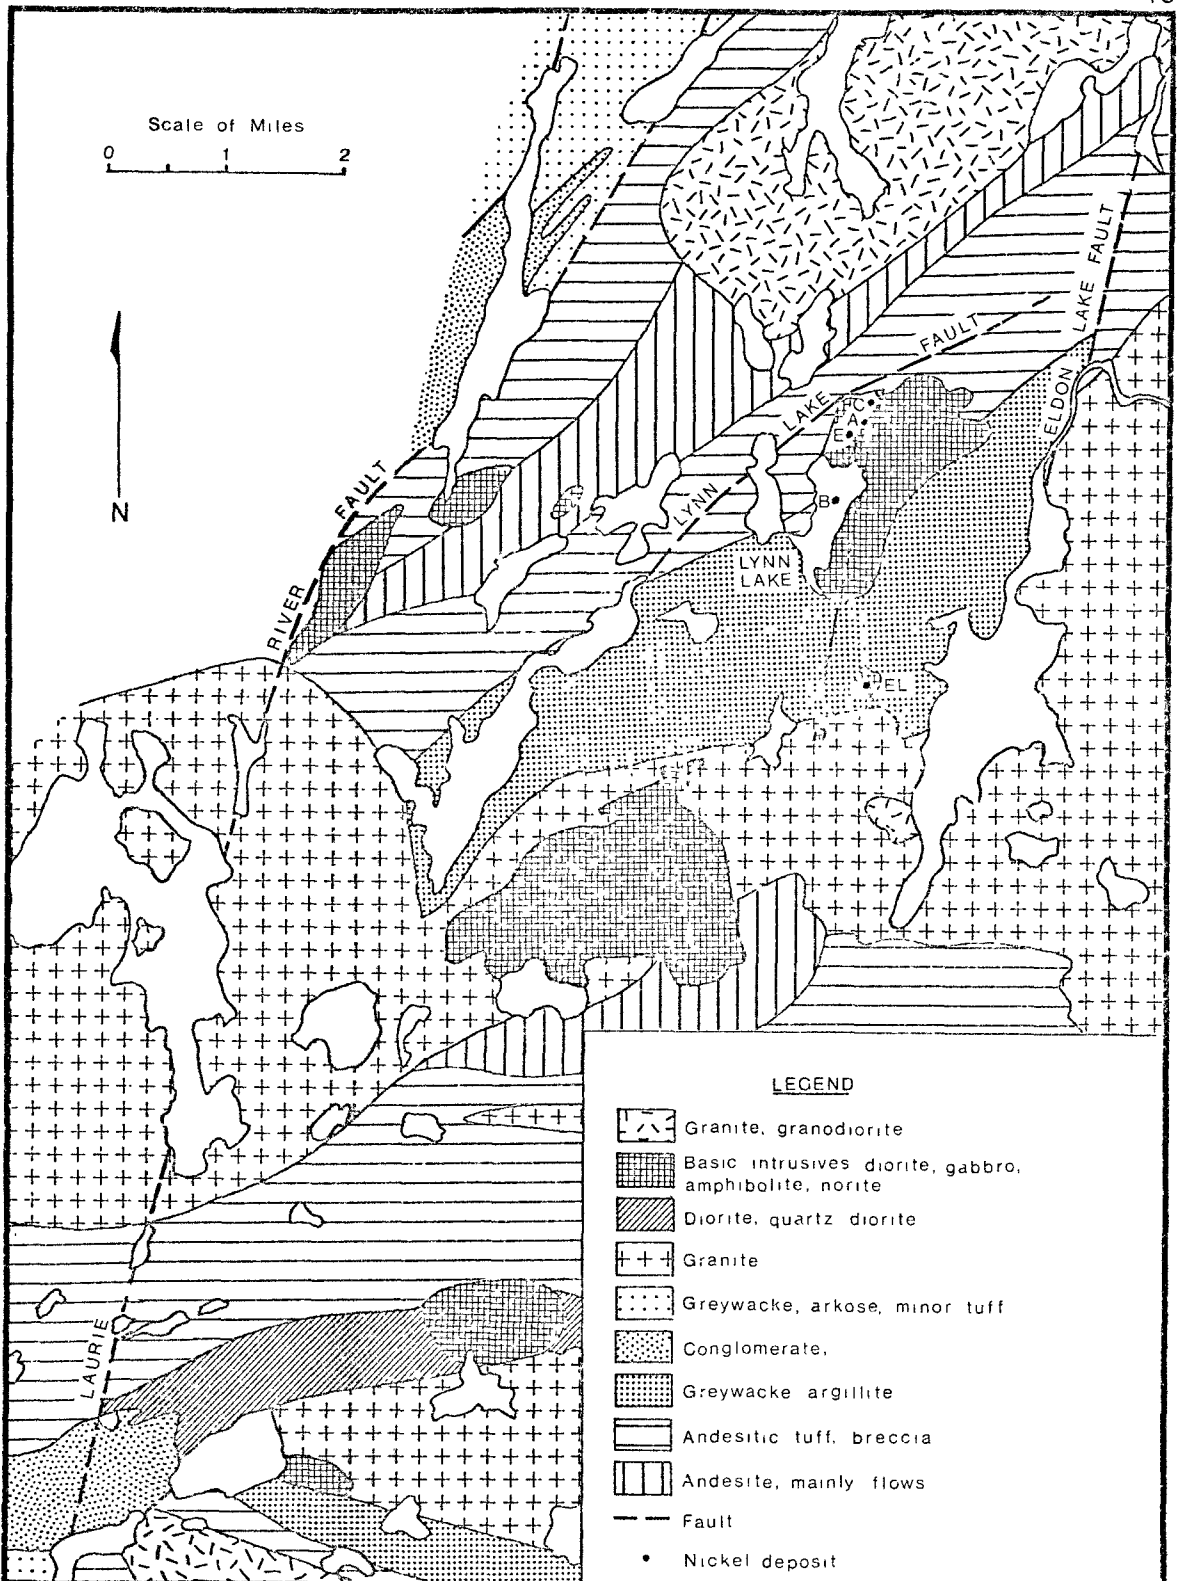 Scale of Miles
0 1 2
N
LAKE FAULT
ELDON
FAULT
LAKE
LYNN
C
A
E
B
LYNN
LAKE
EL
FAULT
RIVER
LAURIE
LEGEND
Granite, granodiorite
Basic intrusives diorite, gabbro,
amphibolite, norite
Diorite, quartz diorite
Granite
Greywacke, arkose, minor tuff
Conglomerate,
Greywacke argillite
Andesitic tuff, breccia
Andesite, mainly flows
Fault
Nickel deposit